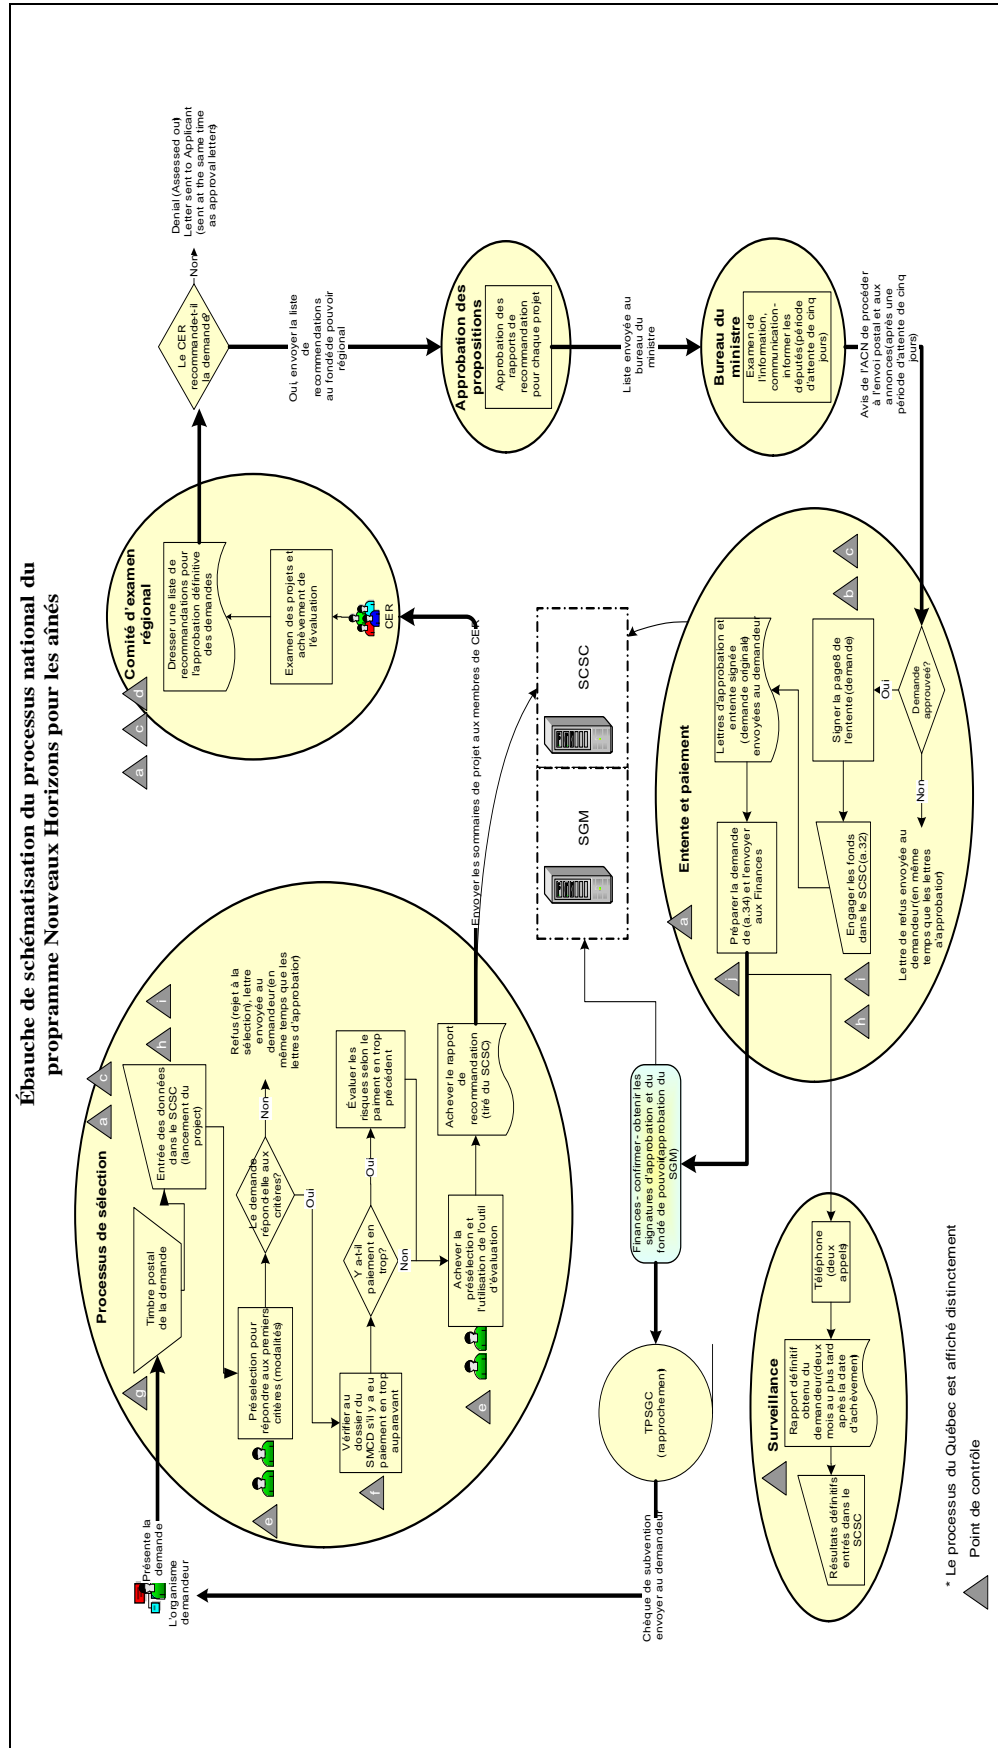 Ébauche de schématisation du processus national du
propramme Nouveaux Horizons pour les aînés
Présente la
demande
L'organisme
demandeur
Processus de sélection
g
Timbre postal
de la demande
a
c
Entrée des données
dans le SCSC
(lancement du
project)
h
i
e
Préselection pour
répondre aux premiers
critères (modalités)
Le demande
répond-elle aux
critères?
Non
Refus (rejet à la
sélection), lettre
envoyée au
demandeur(en
même temps que les
lettres d'approbation)
Oui
f
Vérifier au
dossier du
SMCD s'il y a eu
paiement en trop
auparavant
Y a-t-il
paiement en
trop?
Oui
Non
Évaluer les
risques selon le
paiment en trop
précédent
e
Achever la
présélection et
l'utilisation de l'outil
d'évaluation
Achever le rapport
de
recommandation
(tiré du SCSC)
Envoyer les sommaires de projet aux membres de CER
a
c
d
Comité d'examen
régional
Dresser une liste de
recommandations pour
l'approbation définitive
des demandes
Examen des projets et
achèvement de
l'évaluation
CER
Le CER
recommande-t-il
la demande?
Non
Denial (Assessed out)
Letter sent to Applicant
(sent at the same time
as approval letters)
Oui, envoyer la liste
de
recommendations
au fondéde pouvoir
régional
Approbation des
propositions
Approbation des
rapports de
recommandation
pour chaque projet
Liste envoyée au
bureau du
ministre
Bureau du
ministre
Examen de
l'information,
communication-
informer les
députés(période
d'attente de cinq
jours)
Avis de l'ACN de procéder
à l'envoi postal et aux
annonces(après une
période d'attente de cinq
jours)
SGM
SCSC
Entente et paiement
a
b
c
Demande
approuveé?
Oui
Non
Lettre de refus envoyée au
demandeur(en même
temps que les lettres
a'approbation)
Signer la page8 de
l'entente(demande)
Engager les fonds
dans le SCSC(a.32)
h
i
Lettres d'approbation et
entente signée
(demande originale)
envoyées au demandeur
Préparer la demande
de (a.34) et l'envoyer
aux Finances
j
Finances - confirmer - obtenir les
signatures d'approbation et du
fondé de pouvoir(approbation du
SGM)
TPSGC
(rapprochemen)
Chèque de subvention
envoyer au demandeur
Surveillance
Téléphone
(deux
appels)
Rapport définitif
obtenu du
demandeur(deux
mois au plus tard
après la date
d'achèvement)
Résultats définitifs
entrés dans le
SCSC
* Le processus du Québec est affiché distinctement
Point de contrôle